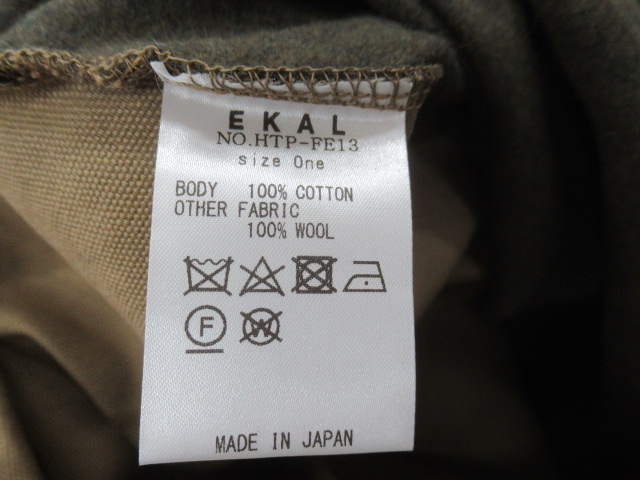 EKAL
NO.HTP-FE13
size One
BODY 100% COTTON
OTHER FABRIC
100% WOOL
F W
MADE IN JAPAN